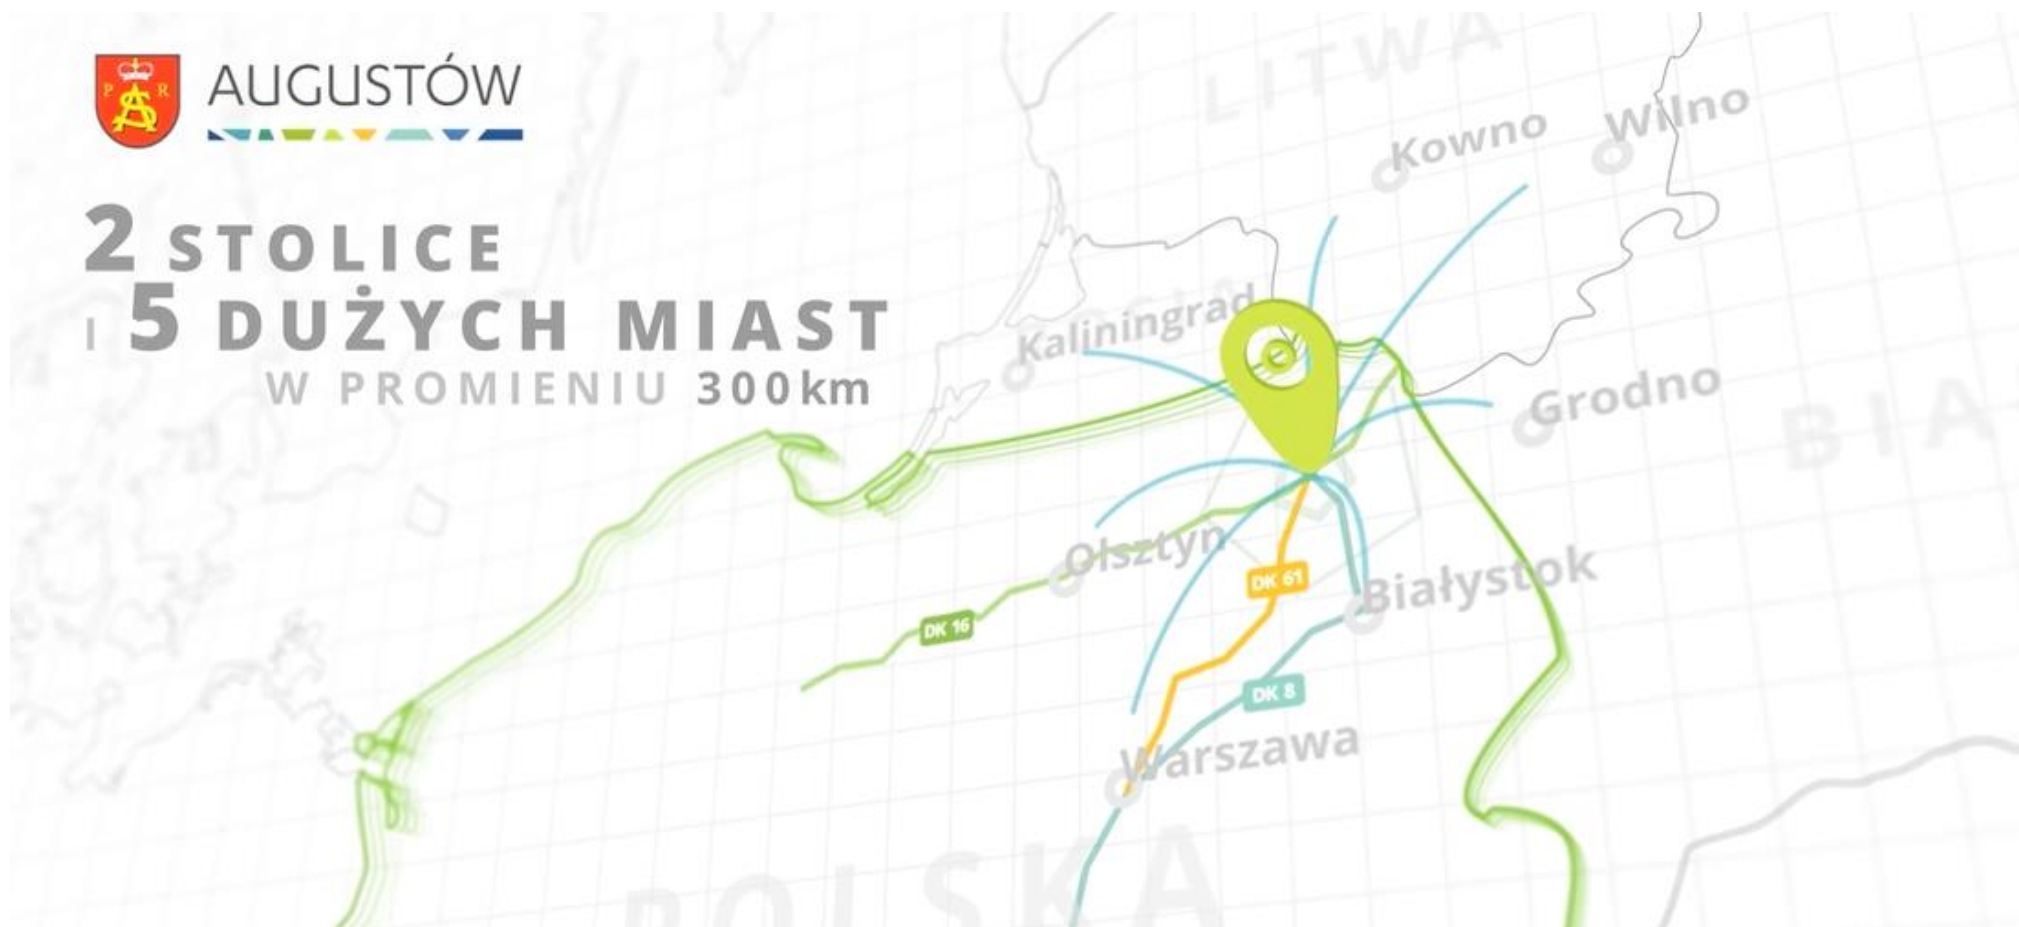 AUGUSTÓW
P R
2 STOLICE
I 5 DUŻYCH MIAST
W PROMIENIU 300km
LITWA
Kowno
Wilno
Kaliningrad
Grodno
BIA
Olsztyn
DK 61
Białystok
DK 16
DK 8
Warszawa
POLSKA